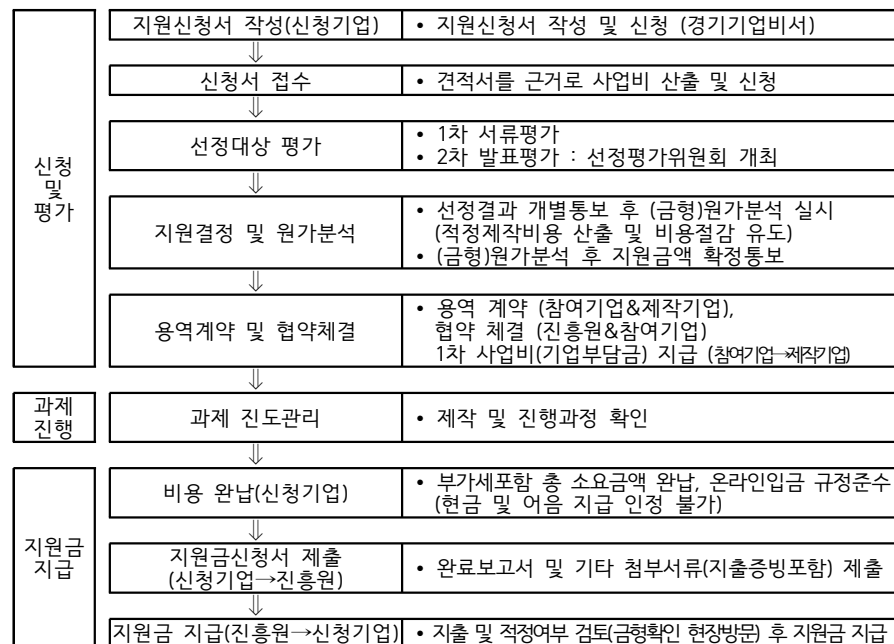 신청
및
평가
지원신청서 작성(신청기업)
• 지원신청서 작성 및 신청 (경기기업비서)
⇓
신청서 접수
• 견적서를 근거로 사업비 산출 및 신청
⇓
선정대상 평가
• 1차 서류평가
• 2차 발표평가 : 선정평가위원회 개최
⇓
지원결정 및 원가분석
• 선정결과 개별통보 후 (금형)원가분석 실시
(적정제작비용 산출 및 비용절감 유도)
• (금형)원가분석 후 지원금액 확정통보
⇓
용역계약 및 협약체결
• 용역 계약 (참여기업&제작기업),
협약 체결 (진흥원&참여기업)
1차 사업비(기업부담금) 지급 (참여기업→제작기업)
⇓
과제
진행
과제 진도관리
• 제작 및 진행과정 확인
⇓
지원금
지급
비용 완납(신청기업)
• 부가세포함 총 소요금액 완납, 온라인입금 규정준수
(현금 및 어음 지급 인정 불가)
⇓
지원금신청서 제출
(신청기업→진흥원)
• 완료보고서 및 기타 첨부서류(지출증빙포함) 제출
⇓
지원금 지급(진흥원→신청기업)
• 지출 및 적정여부 검토(금형확인 현장방문) 후 지원금 지급